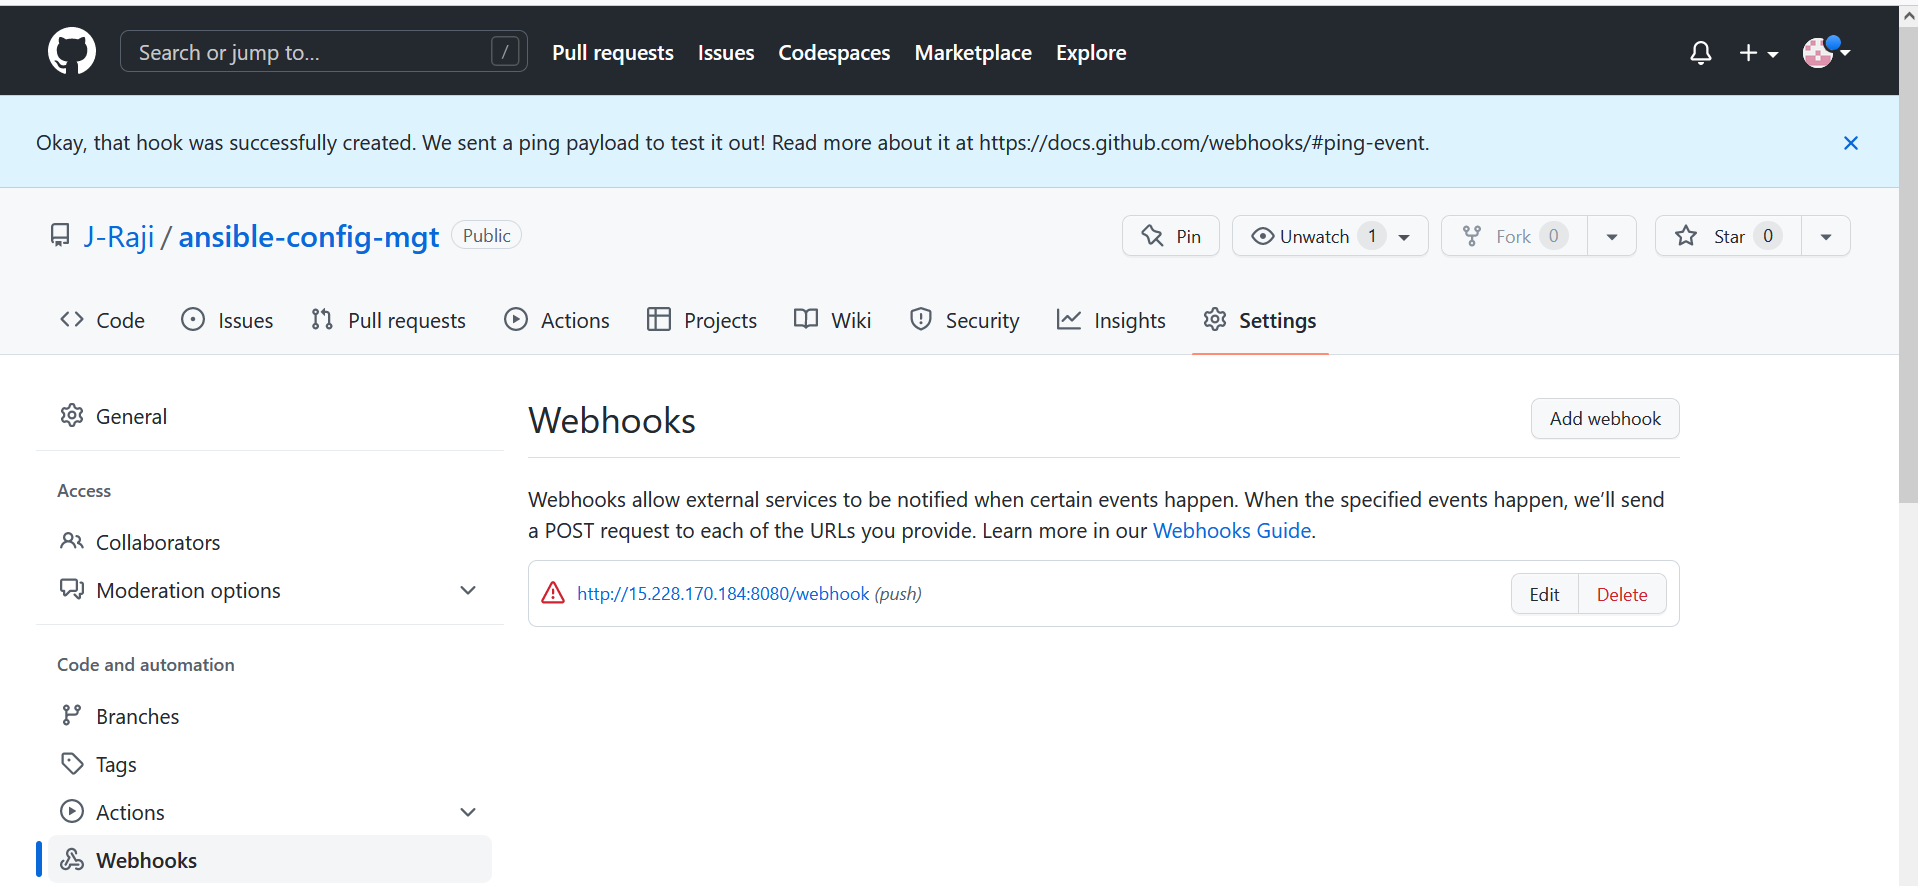 Search or jump to... /
Pull requests Issues Codespaces Marketplace Explore
Okay, that hook was successfully created. We sent a ping payload to test it out! Read more about it at https://docs.github.com/webhooks/#ping-event.
J-Raji / ansible-config-mgt Public
Pin Unwatch 1 Fork 0 Star 0
Code Issues Pull requests Actions Projects Wiki Security Insights Settings
General
Access
Collaborators
Moderation options
Code and automation
Branches
Tags
Actions
Webhooks
Webhooks Add webhook
Webhooks allow external services to be notified when certain events happen. When the specified events happen, we’ll send
a POST request to each of the URLs you provide. Learn more in our Webhooks Guide.
http://15.228.170.184:8080/webhook (push) Edit Delete